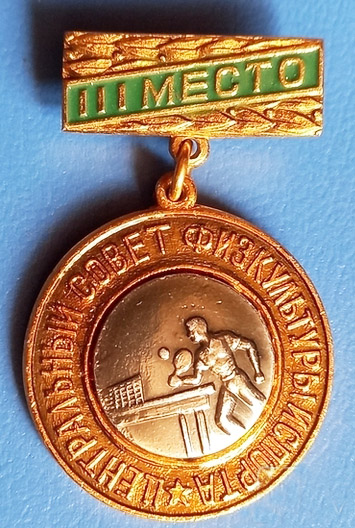 III МЕСТО
ЦЕНТРАЛЬНЫЙ СОВЕТ ФИЗКУЛЬТУРЫ И СПОРТА